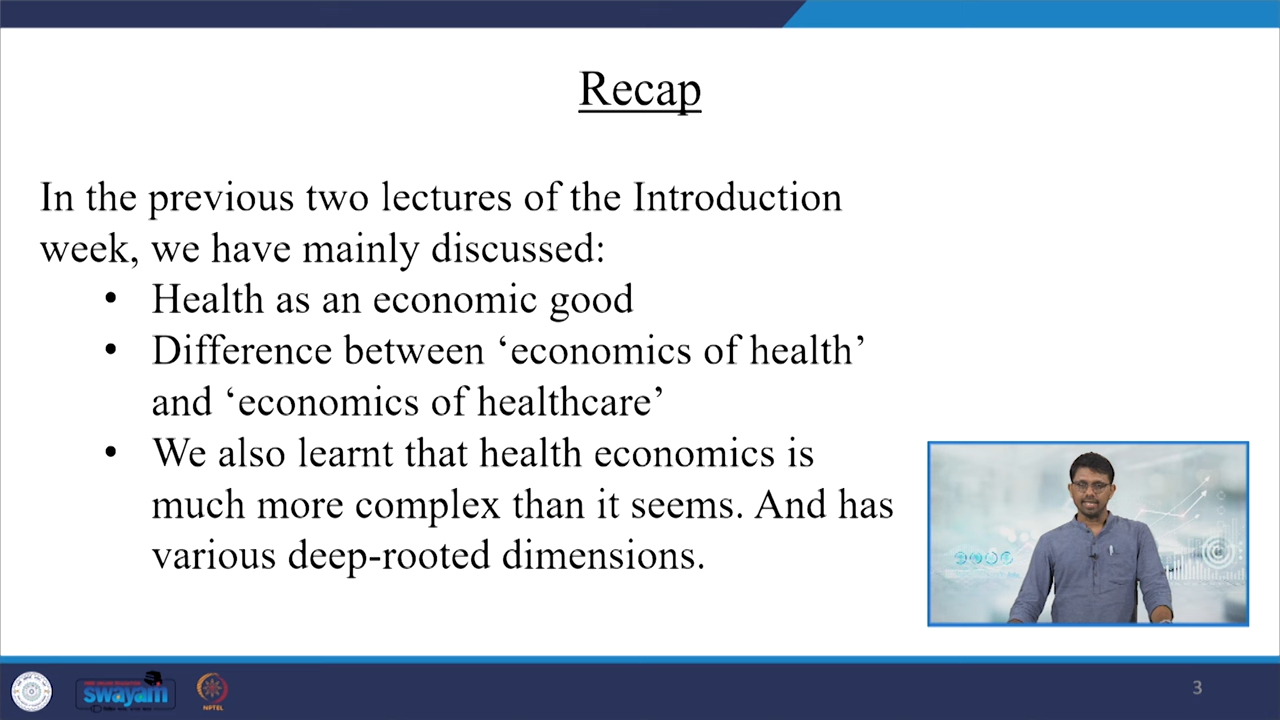 Recap
In the previous two lectures of the Introduction
week, we have mainly discussed:
• Health as an economic good
• Difference between ‘economics of health’
and ‘economics of healthcare’
• We also learnt that health economics is
much more complex than it seems. And has
various deep-rooted dimensions.
swayam
NPTEL
3